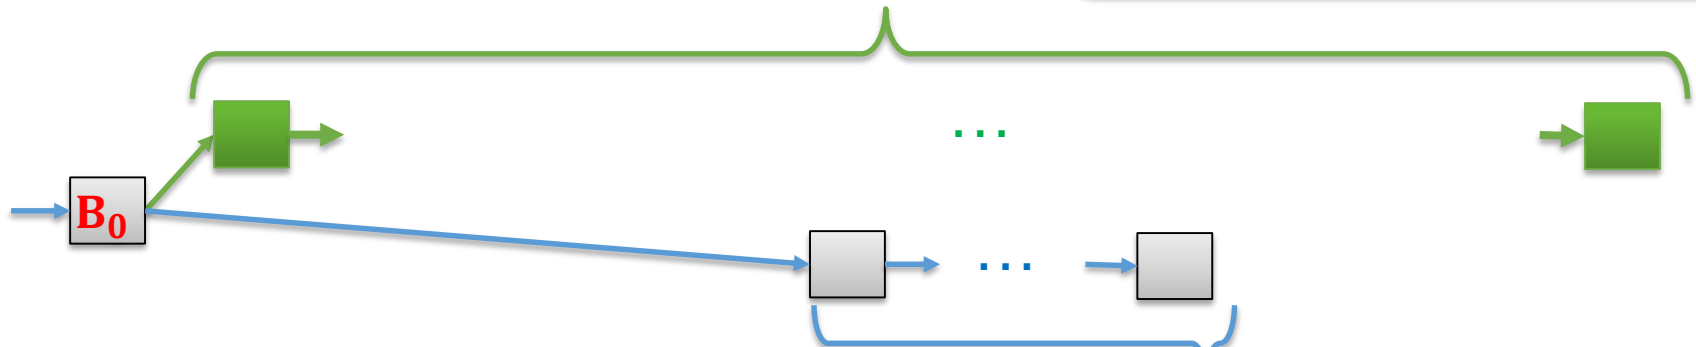 . . .
B₀
. . .